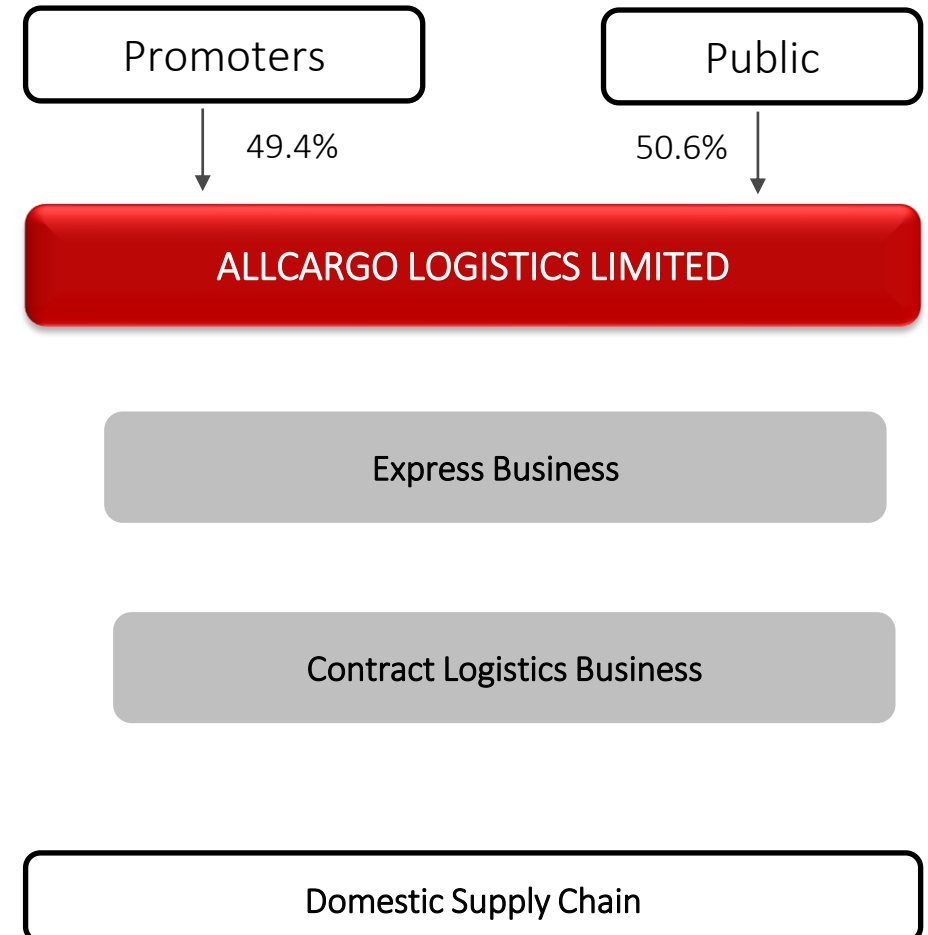 Promoters
Public
49.4%
50.6%
ALLCARGO LOGISTICS LIMITED
Express Business
Contract Logistics Business
Domestic Supply Chain